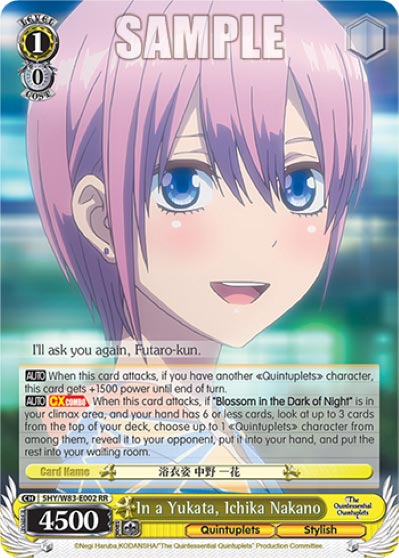 LEVEL
1
SAMPLE
0
COST
I'll ask you again, Futaro-kun.
AUTO When this card attacks, if you have another «Quintuplets» character,
this card gets +1500 power until end of turn.
AUTO CXCOMBO When this card attacks, if "Blossom in the Dark of Night" is in
your climax area, and your hand has 6 or less cards, look at up to 3 cards
from the top of your deck, choose up to 1 «Quintuplets» character from
among them, reveal it to your opponent, put it into your hand, and put the
rest into your waiting room.
Card Name
浴衣姿 中野 一花
CH 5HY/W83-E002 RR
In a Yukata, Ichika Nakano
The
Quintessential
Quintuplets
POWER
4500
SOUL
Quintuplets
Stylish
©Negi Haruba,KODANSHA/"The Quintessential Quintuplets" Production Committee.